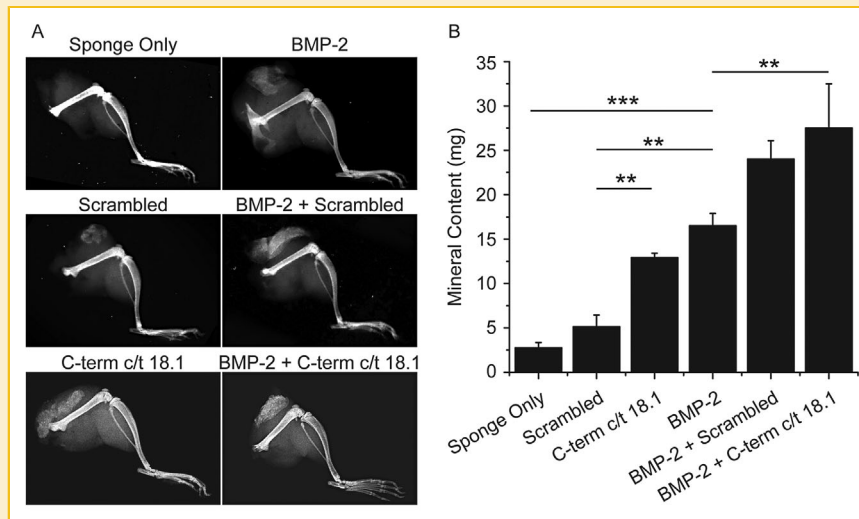 A
Sponge Only
BMP-2
Scrambled
BMP-2 + Scrambled
C-term c/t 18.1
BMP-2 + C-term c/t 18.1
B
Mineral Content (mg)
35
30
25
20
15
10
5
0
***
**
**
**
Sponge Only
Scrambled
C-term c/t 18.1
BMP-2
BMP-2 + Scrambled
BMP-2 + C-term c/t 18.1